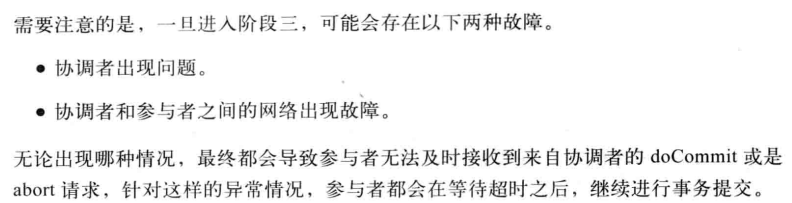 需要注意的是，一旦进入阶段三，可能会存在以下两种故障。
● 协调者出现问题。
● 协调者和参与者之间的网络出现故障。
无论出现哪种情况，最终都会导致参与者无法及时接收到来自协调者的 doCommit 或是
abort 请求，针对这样的异常情况，参与者都会在等待超时之后，继续进行事务提交。